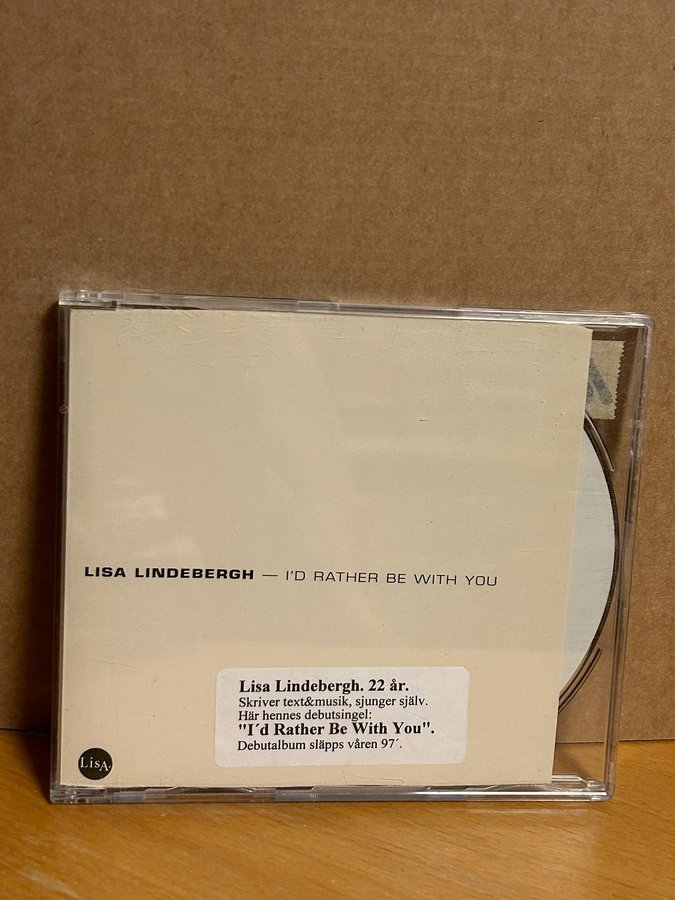 LISA LINDEBERGH — I'D RATHER BE WITH YOU
Lisa Lindebergh. 22 år.
Skriver text&musik, sjunger själv.
Här hennes debutsingel:
"I´d Rather Be With You".
Debutalbum släpps våren 97´.
LisA.